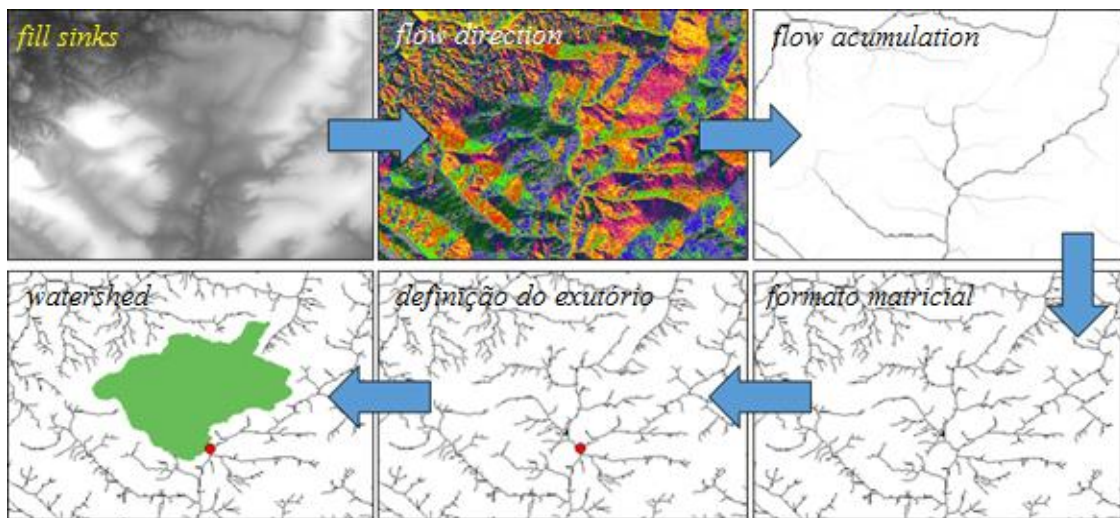 fill sinks
flow direction
flow acumulation
formato matricial
definição do exutório
watershed